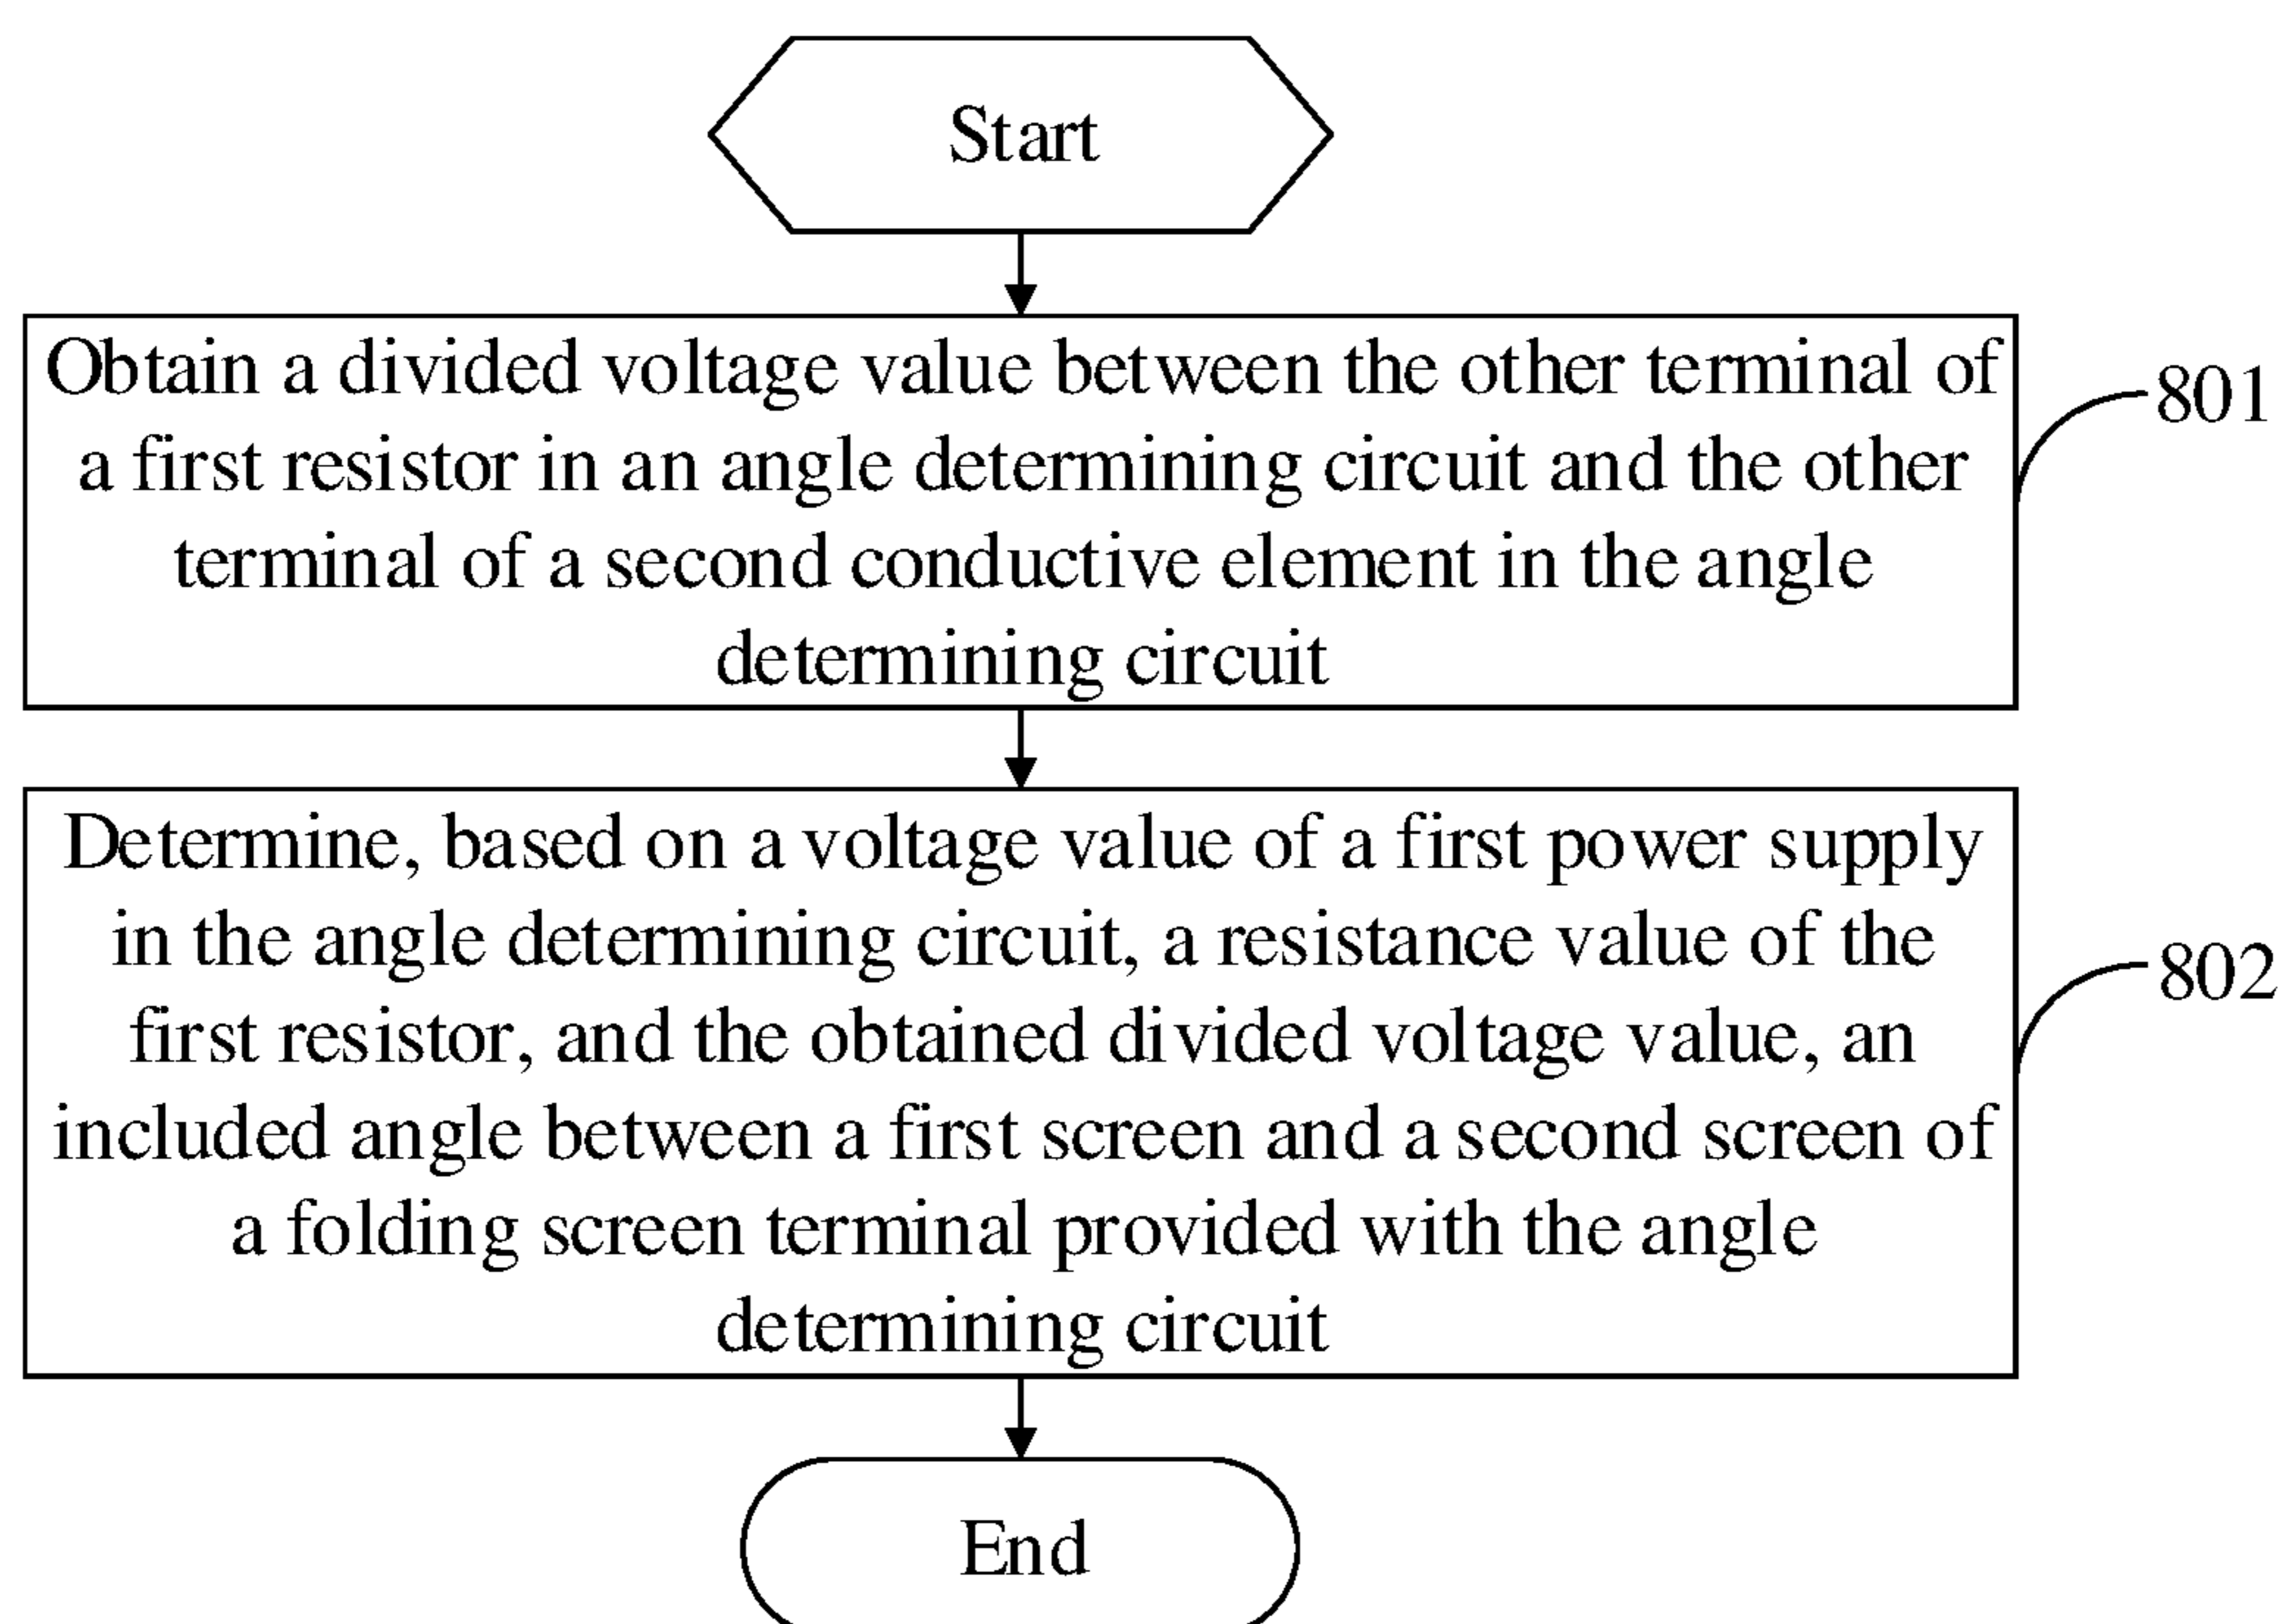 Start
Obtain a divided voltage value between the other terminal of
a first resistor in an angle determining circuit and the other
terminal of a second conductive element in the angle
determining circuit
801
Determine, based on a voltage value of a first power supply
in the angle determining circuit, a resistance value of the
first resistor, and the obtained divided voltage value, an
included angle between a first screen and a second screen of
a folding screen terminal provided with the angle
determining circuit
802
End